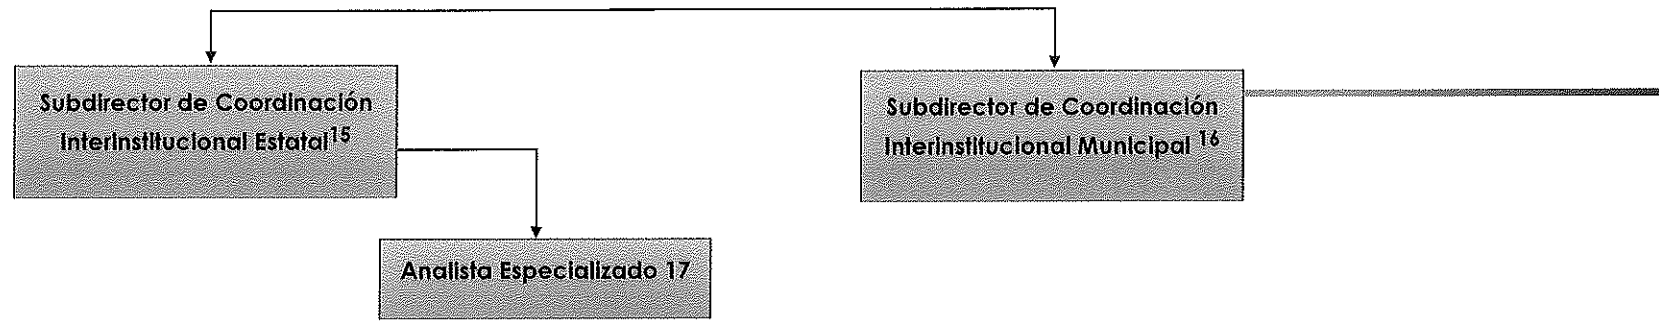 Subdirector de Coordinación
Interinstitucional Estatal15
Subdirector de Coordinación
Interinstitucional Municipal 16
Analista Especializado 17